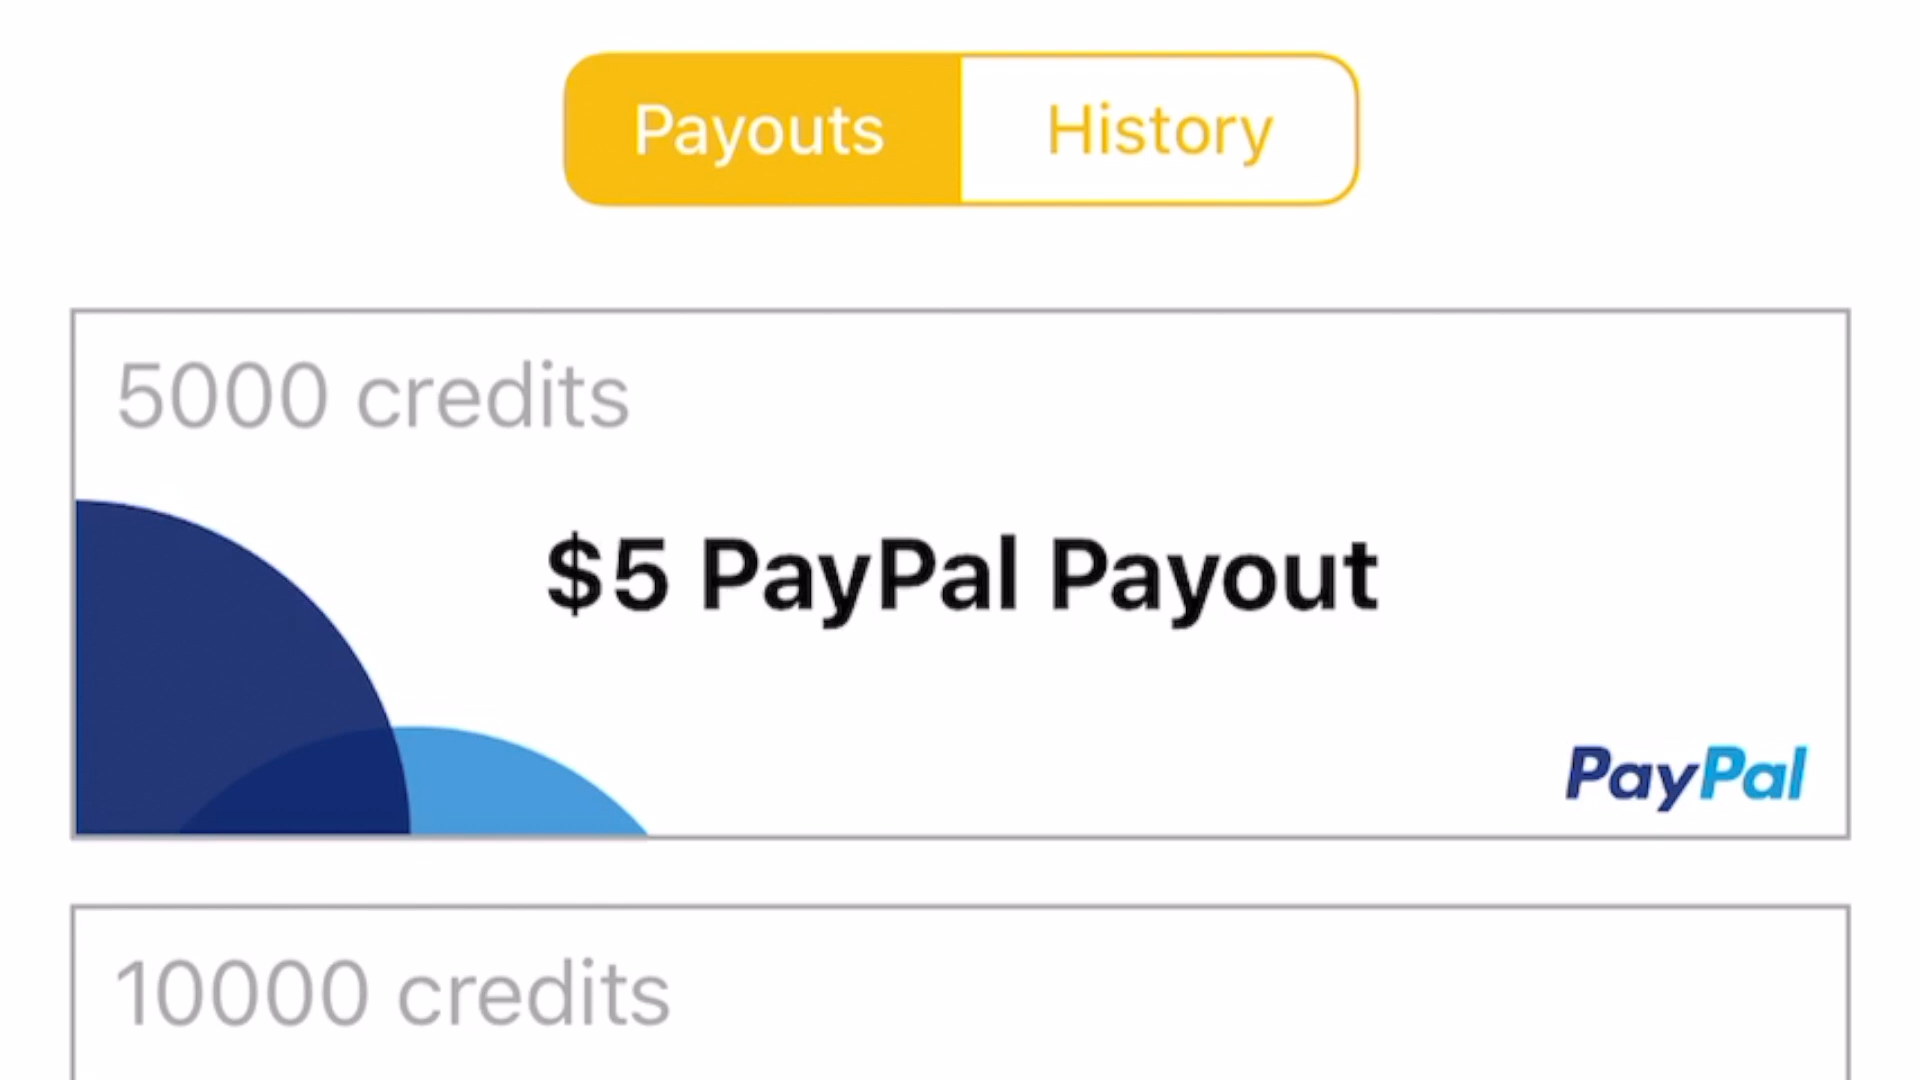 Payouts
History
5000 credits
$5 PayPal Payout
PayPal
10000 credits